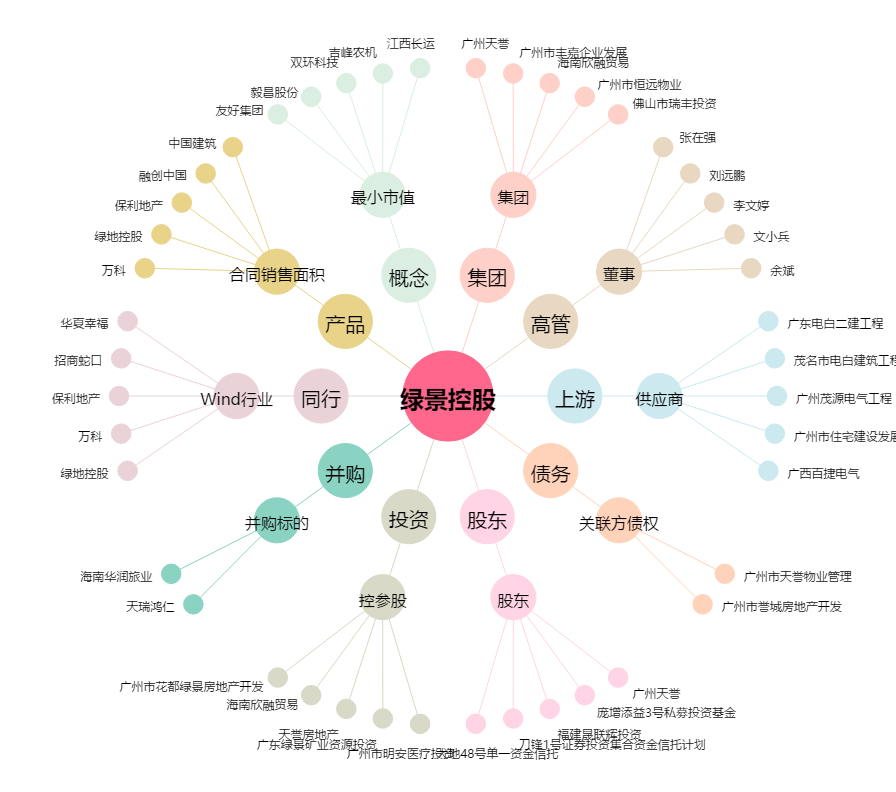 江西长运
广州天誉
吉峰农机
广州市丰嘉企业发展
双环科技
海南欣融贸易
毅昌股份
广州市恒远物业
友好集团
佛山市瑞丰投资
中国建筑
张在强
融创中国
刘远鹏
保利地产
最小市值
集团
李文婷
绿地控股
文小兵
万科
合同销售面积
概念
集团
董事
余斌
华夏幸福
产品
高管
广东电白二建工程
招商蛇口
茂名市电白建筑工程
保利地产
Wind行业
同行
绿景控股
上游
供应商
广州茂源电气工程
万科
广州市住宅建设发展
绿地控股
并购
债务
广西百捷电气
并购标的
投资
股东
关联方债权
海南华润旅业
广州市天誉物业管理
天瑞鸿仁
控参股
股东
广州市誉城房地产开发
广州市花都绿景房地产开发
广州天誉
海南欣融贸易
庞增添益3号私募投资基金
天誉房地产
福建晟联辉投资
广东绿景矿业资源投资
刀锋1号证券投资集合资金信托计划
广州市明安医疗投资
48号单一资金信托